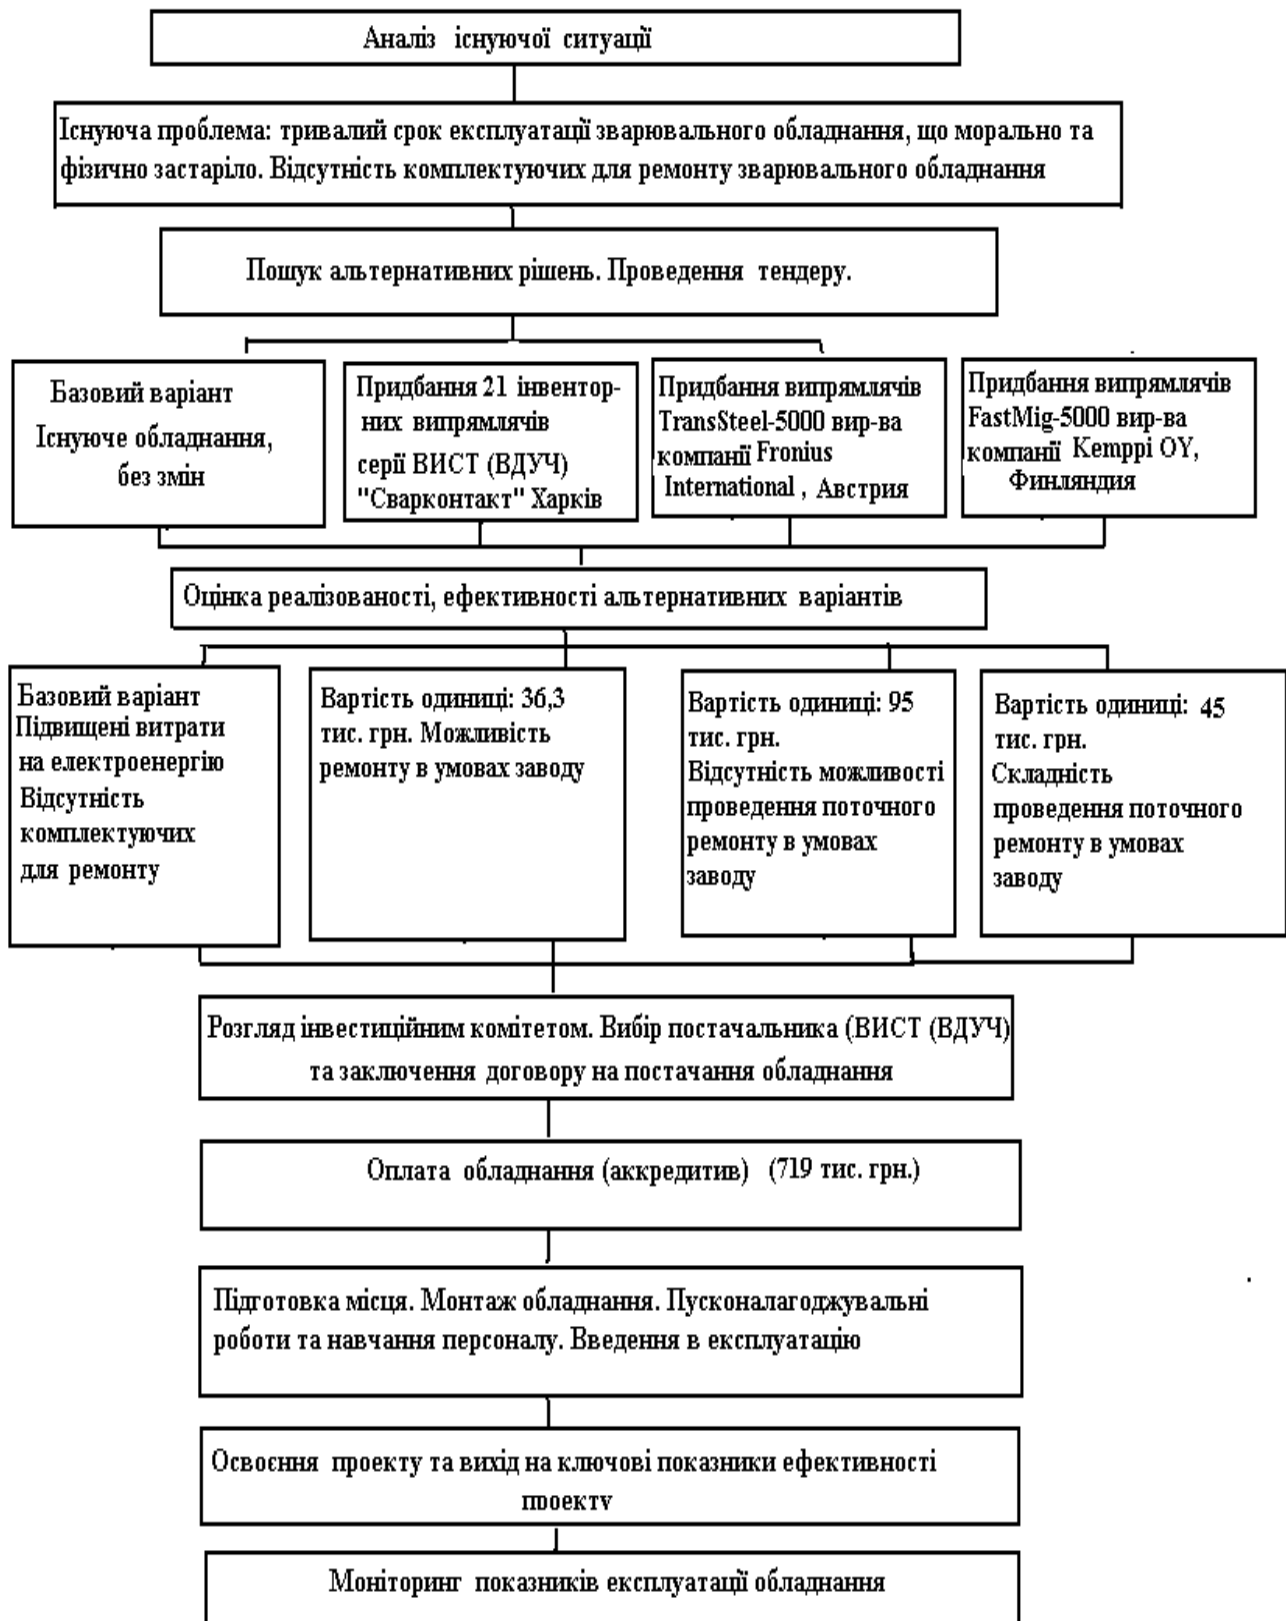 Аналіз існуючої ситуації
Існуюча проблема: тривалий срок експлуатації зварювального обладнання, що морально та
фізично застаріло. Відсутність комплектуючих для ремонту зварювального обладнання
Пошук альтернативних рішень. Проведення тендеру.
Базовий варіант
Існуюче обладнання,
без змін
Придбання 21 інвентор-
них випрямлячів
серії ВИСТ (ВДУЧ)
"Сварконтакт" Харків
Придбання випрямлячів
TransSteel-5000 вир-ва
компанії Fronius
International , Австрия
Придбання випрямлячів
FastMig-5000 вир-ва
компанії Kemppi OY,
Финляндия
Оцінка реалізованості, ефективності альтернативних варіантів
Базовий варіант
Підвищені витрати
на електроенергію
Відсутність
комплектуючих
для ремонту
Вартість одиниці: 36,3
тис. грн. Можливість
ремонту в умовах заводу
Вартість одиниці: 95
тис. грн.
Відсутність можливості
проведення поточного
ремонту в умовах
заводу
Вартість одиниці: 45
тис. грн.
Складність
проведення поточного
ремонту в умовах
заводу
Розгляд інвестиційним комітетом. Вибір постачальника (ВИСТ (ВДУЧ)
та заключення договору на постачання обладнання
Оплата обладнання (аккредитив) (719 тис. грн.)
Підготовка місця. Монтаж обладнання. Пусконалагоджувальні
роботи та навчання персоналу. Введення в експлуатацію
Освоєння проекту та вихід на ключові показники ефективності
проекту
Моніторинг показників експлуатації обладнання